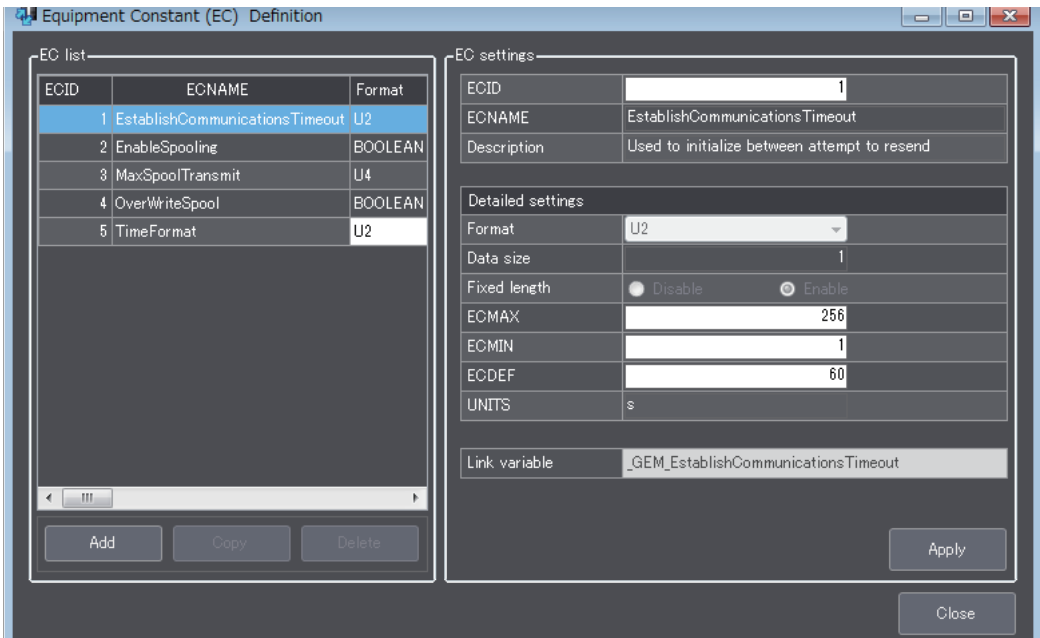 Equipment Constant (EC) Definition
EC list
ECID ECNAME Format
1 EstablishCommunicationsTimeout U2
2 EnableSpooling BOOLEAN
3 MaxSpoolTransmit U4
4 OverWriteSpool BOOLEAN
5 TimeFormat U2
Add Copy Delete
EC settings
ECID 1
ECNAME EstablishCommunicationsTimeout
Description Used to initialize between attempt to resend
Detailed settings
Format U2
Data size 1
Fixed length Disable Enable
ECMAX 256
ECMIN 1
ECDEF 60
UNITS s
Link variable _GEM_EstablishCommunicationsTimeout
Apply
Close